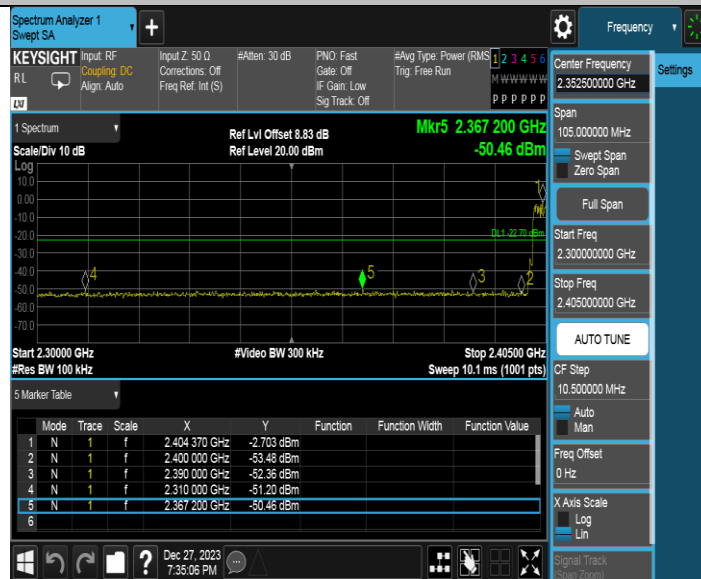 Spectrum Analyzer 1
Swept SA
Frequency
KEYSIGHT
RL
LXI
Input: RF
Coupling: DC
Align: Auto
Input Z: 50 Ω
Corrections: Off
Freq Ref: Int (S)
#Atten: 30 dB
PNO: Fast
Gate: Off
IF Gain: Low
Sig Track: Off
#Avg Type: Power (RMS
Trig: Free Run
1 2 3 4 5 6
M W W W W W
P P P P P P
Settings
Center Frequency
2.352500000 GHz
Span
105.000000 MHz
Swept Span
Zero Span
Full Span
Start Freq
2.300000000 GHz
Stop Freq
2.405000000 GHz
AUTO TUNE
CF Step
10.500000 MHz
Auto
Man
Freq Offset
0 Hz
X Axis Scale
Log
Lin
Signal Track
(Span Zoom)
1 Spectrum
Scale/Div 10 dB
Ref Lvl Offset 8.83 dB
Ref Level 20.00 dBm
Mkr5 2.367 200 GHz
-50.46 dBm
Log
10.0
0.00
-10.0
-20.0
-30.0
-40.0
-50.0
-60.0
-70.0
DL1 -22.70 dBm
1
4
5
3
2
Start 2.30000 GHz
#Res BW 100 kHz
#Video BW 300 kHz
Stop 2.40500 GHz
Sweep 10.1 ms (1001 pts)
5 Marker Table
Mode Trace Scale X Y Function Function Width Function Value
1 N 1 f 2.404 370 GHz -2.703 dBm
2 N 1 f 2.400 000 GHz -53.48 dBm
3 N 1 f 2.390 000 GHz -52.36 dBm
4 N 1 f 2.310 000 GHz -51.20 dBm
5 N 1 f 2.367 200 GHz -50.46 dBm
6
?
Dec 27, 2023
7:35:06 PM